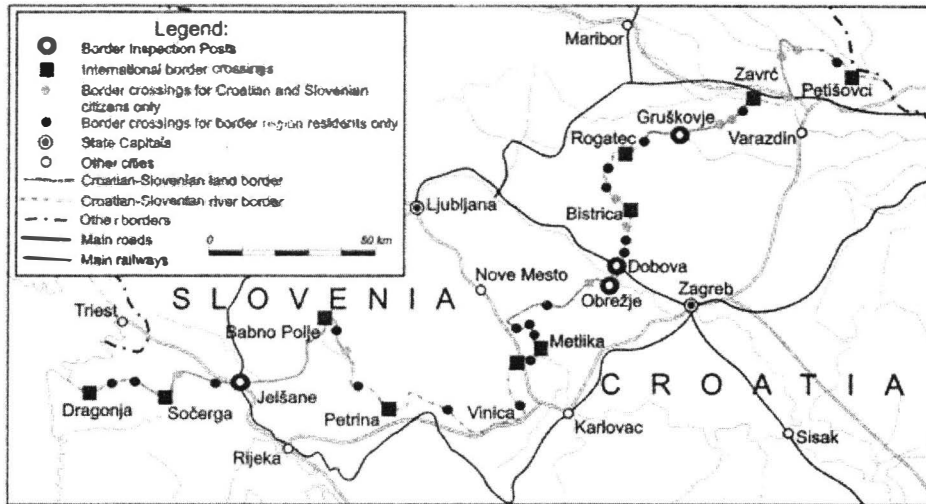 Legend:
Border Inspection Posts
International border crossings
Border crossings for Croatian and Slovenian
citizens only
Border crossings for border region residents only
State Capitals
Other cities
Croatian-Slovenian land border
Croatian-Slovenian river border
Other borders
Main roads
Main railways
0 50 km
Maribor
Zavrč
Petišovci
Gruškovje
Varazdin
Rogatec
Ljubljana
Bistrica
Dobova
Nove Mesto
Obrežje
Zagreb
SLOVENIA
Triest
Babno Polje
Metlika
CROATIA
Jelšane
Dragonja
Sočerga
Petrina
Vinica
Karlovac
Sisak
Rijeka